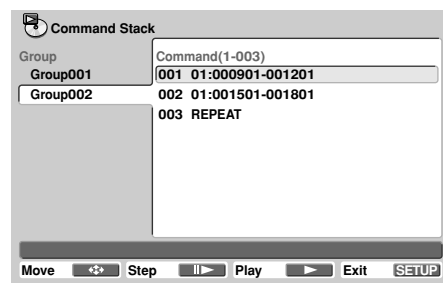 Command Stack
Group
Command(1-003)
Group001
001 01:000901-001201
Group002
002 01:001501-001801
003 REPEAT
Move Step Play Exit SETUP